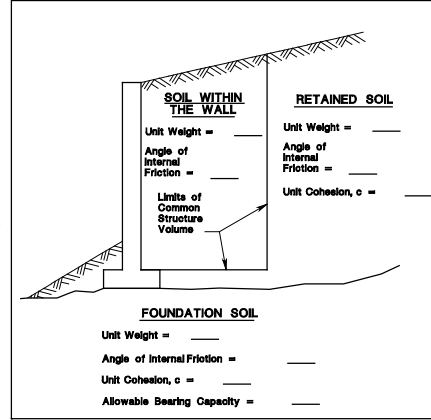 SOIL WITHIN
THE WALL
Unit Weight =
Angle of
Internal
Friction =
Limits of
Common
Structure
Volume
RETAINED SOIL
Unit Weight =
Angle of
Internal
Friction =
Unit Cohesion, c =
FOUNDATION SOIL
Unit Weight =
Angle of Internal Friction =
Unit Cohesion, c =
Allowable Bearing Capacity =